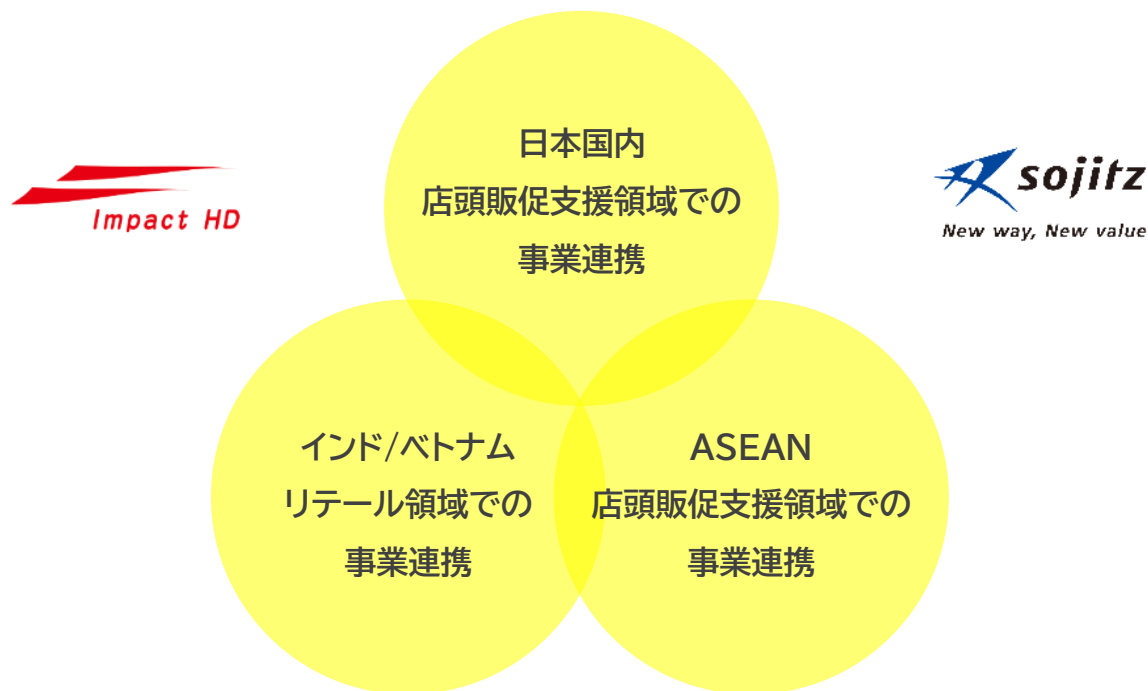 日本国内
店頭販促支援領域での
事業連携
Impact HD
sojitz
New way, New value
インド/ベトナム
リテール領域での
事業連携
ASEAN
店頭販促支援領域での
事業連携